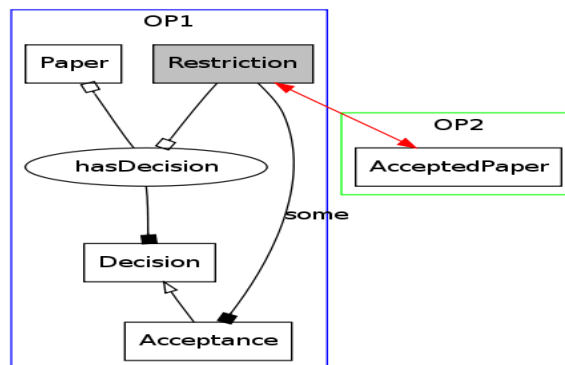 OP1
Paper
Restriction
OP2
AcceptedPaper
hasDecision
some
Decision
Acceptance